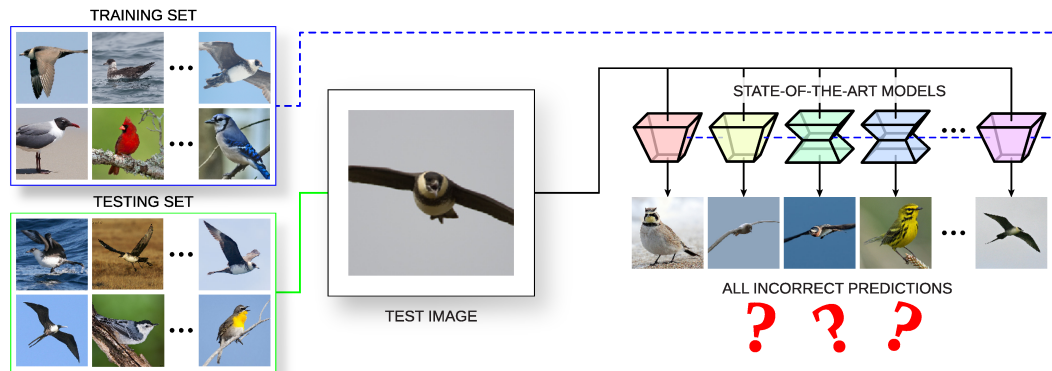 TRAINING SET
TESTING SET
TEST IMAGE
STATE-OF-THE-ART MODELS
ALL INCORRECT PREDICTIONS
? ? ?